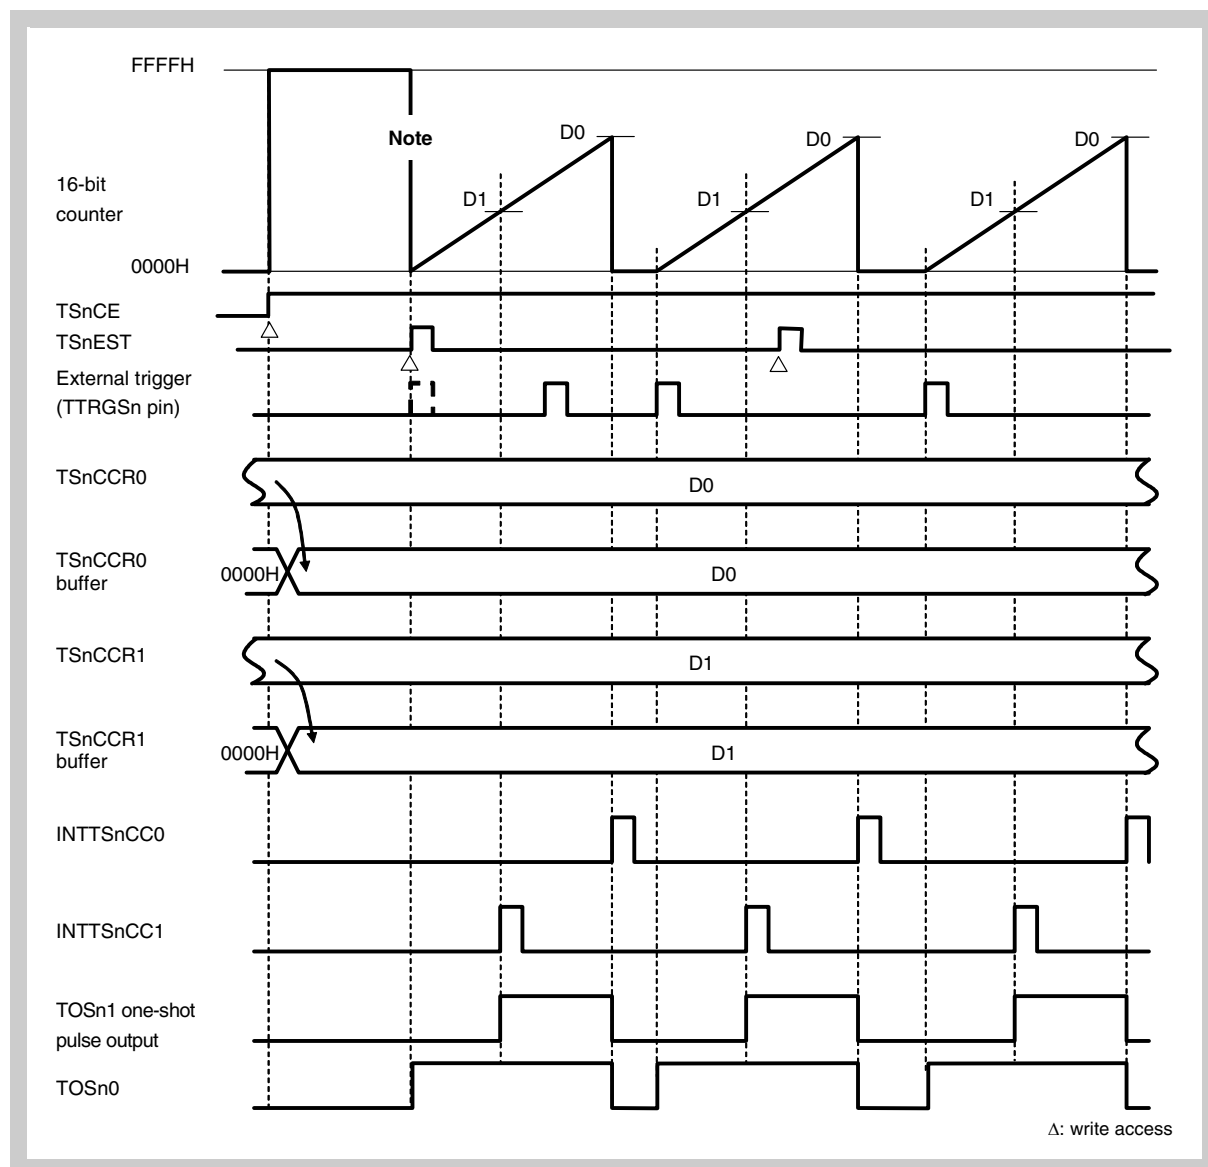 FFFFH
Note
D0
D0
D0
16-bit
counter
D1
D1
D1
0000H
TSnCE
TSnEST
External trigger
(TTRGSn pin)
TSnCCR0
D0
TSnCCR0
buffer
0000H
D0
TSnCCR1
D1
TSnCCR1
buffer
0000H
D1
INTTSnCC0
INTTSnCC1
TOSn1 one-shot
pulse output
TOSn0
Δ: write access